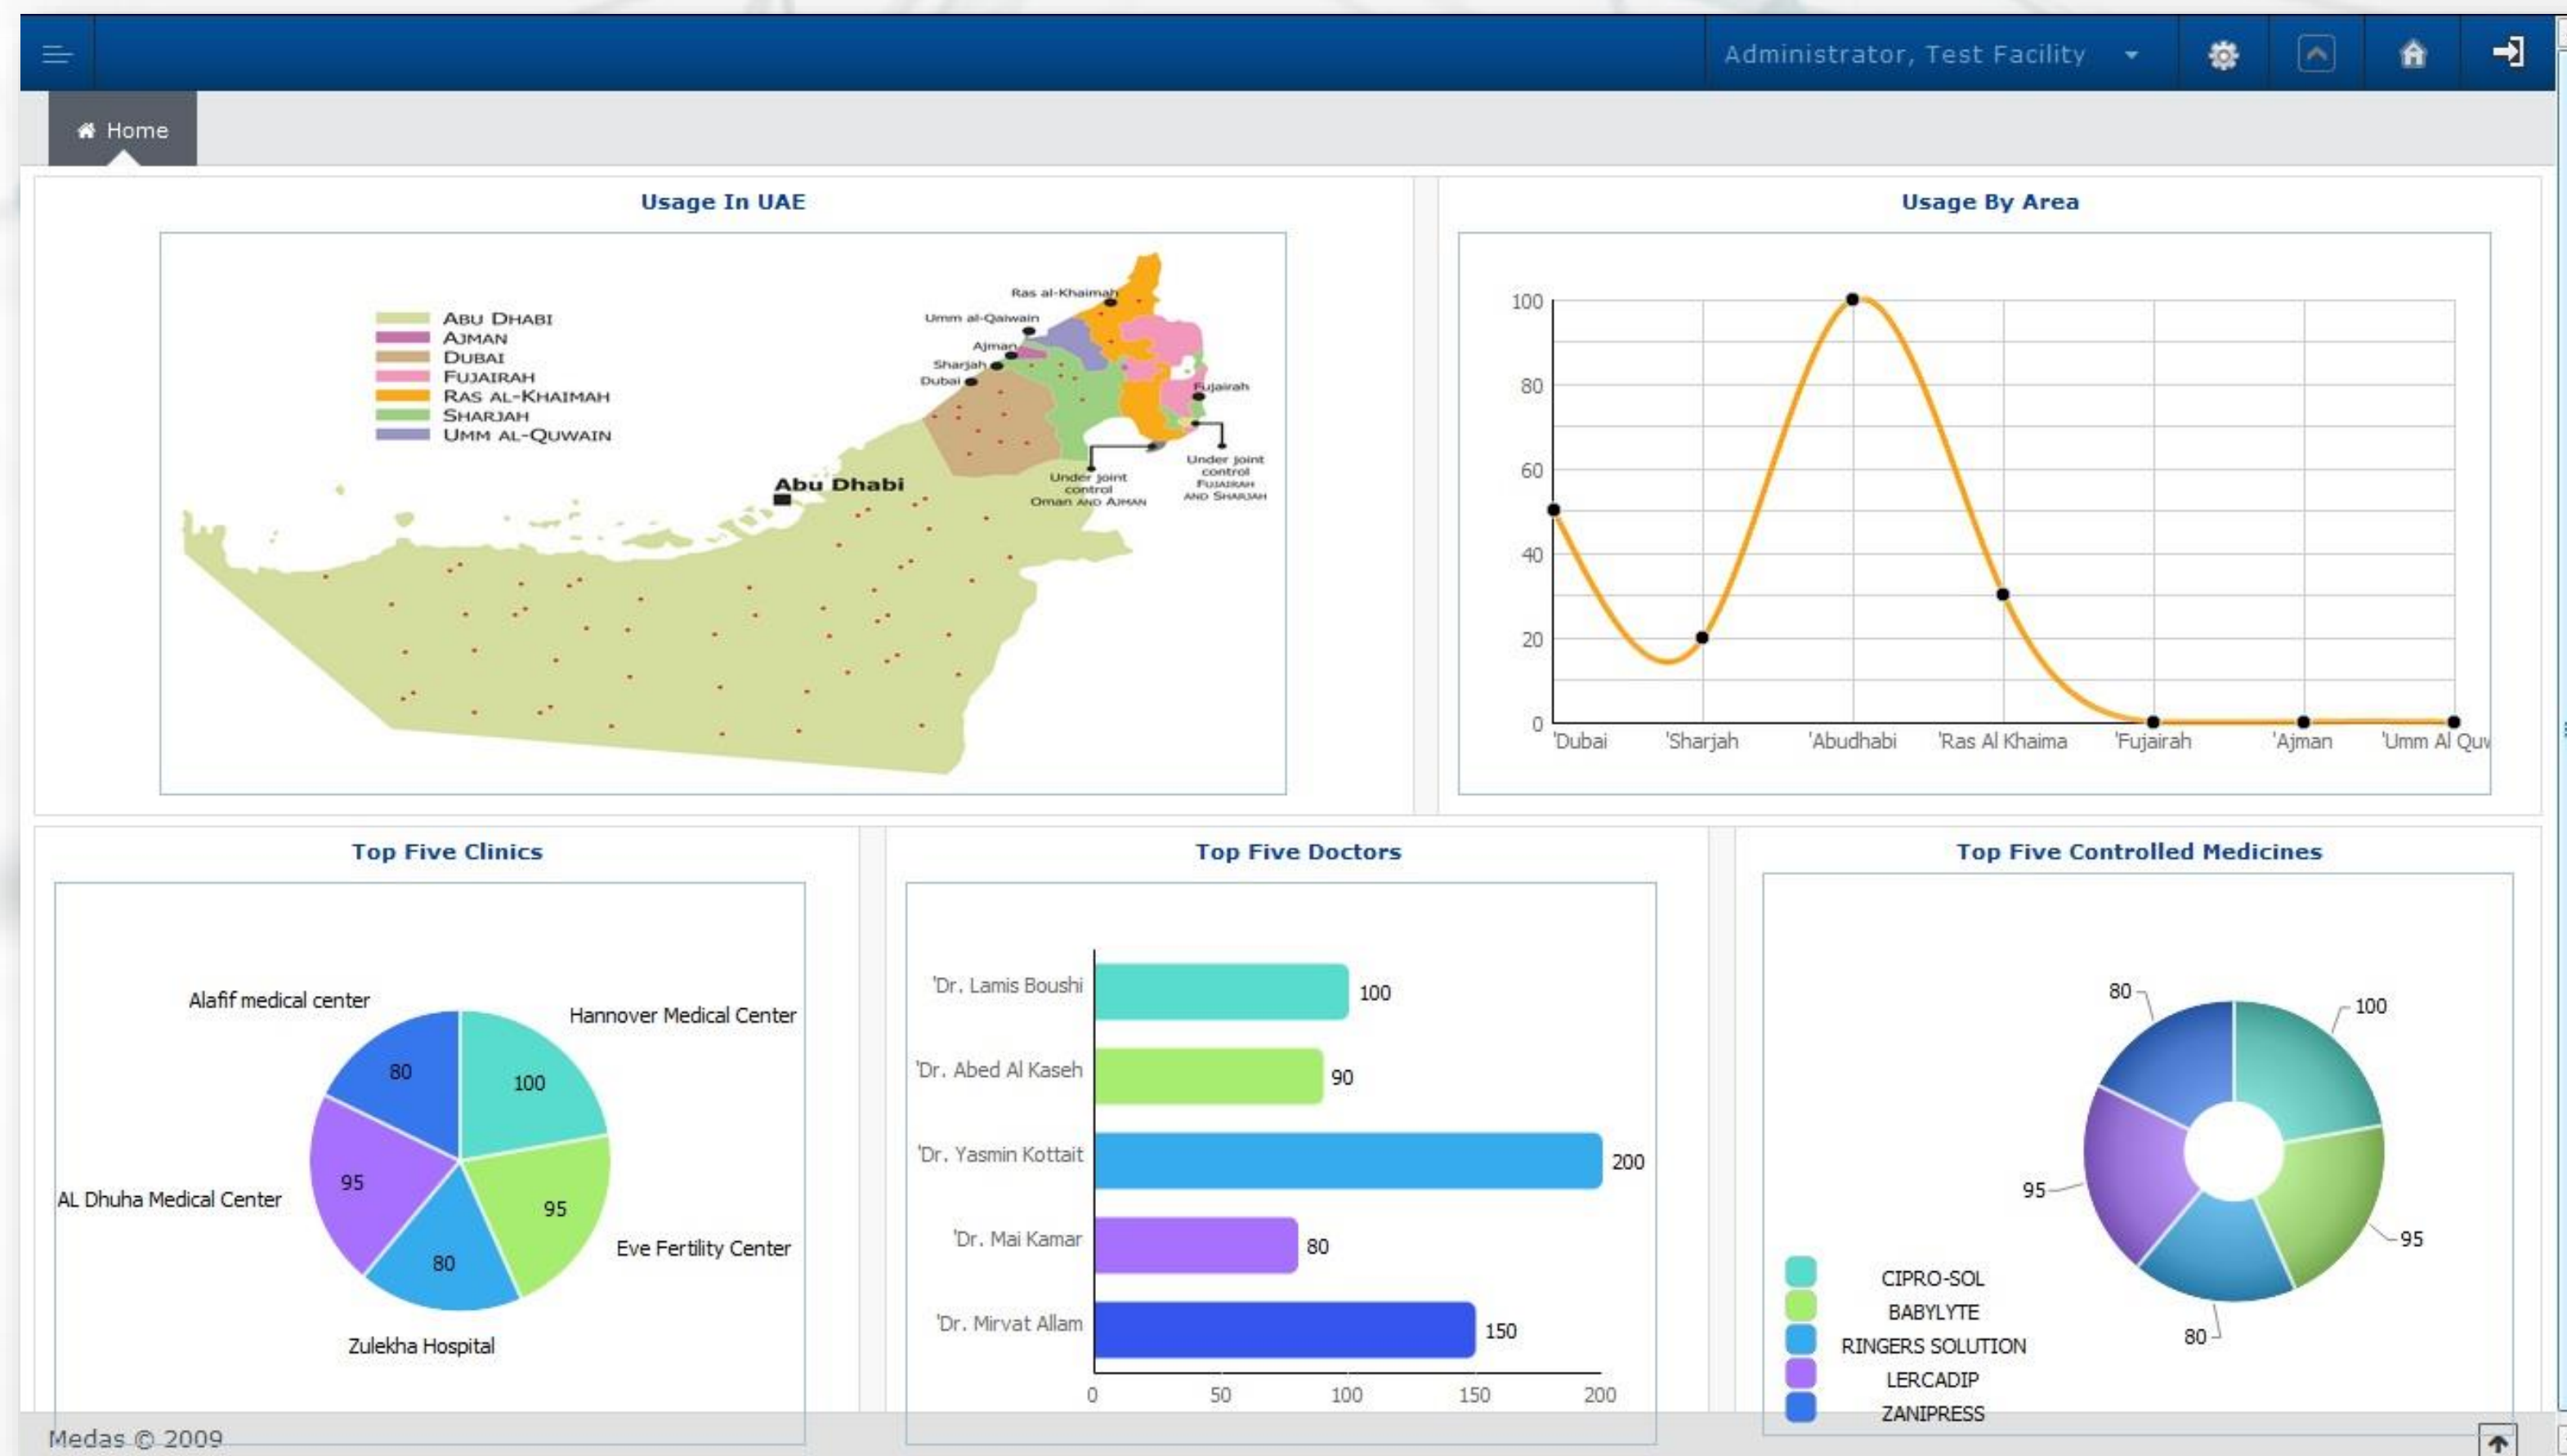 Administrator, Test Facility
Home
Usage In UAE
ABU DHABI
AJMAN
DUBAI
FUJAIRAH
RAS AL-KHAIMAH
SHARJAH
UMM AL-QUWAIN
Ras al-Khaimah
Umm al-Qaiwain
Ajman
Sharjah
Dubai
Fujairah
Abu Dhabi
Under joint
control
Oman AND AJMAN
Under joint
control
FUJAIRAH
AND SHARJAH
Usage By Area
100
80
60
40
20
0
'Dubai 'Sharjah 'Abudhabi 'Ras Al Khaima 'Fujairah 'Ajman 'Umm Al Quw
Top Five Clinics
Alafif medical center
Hannover Medical Center
80
100
AL Dhuha Medical Center
95
95
80
Eve Fertility Center
Zulekha Hospital
Top Five Doctors
'Dr. Lamis Boushi 100
'Dr. Abed Al Kaseh 90
'Dr. Yasmin Kottait 200
'Dr. Mai Kamar 80
'Dr. Mirvat Allam 150
0 50 100 150 200
Top Five Controlled Medicines
80
100
95
95
80
CIPRO-SOL
BABYLYTE
RINGERS SOLUTION
LERCADIP
ZANIPRESS
Medas © 2009